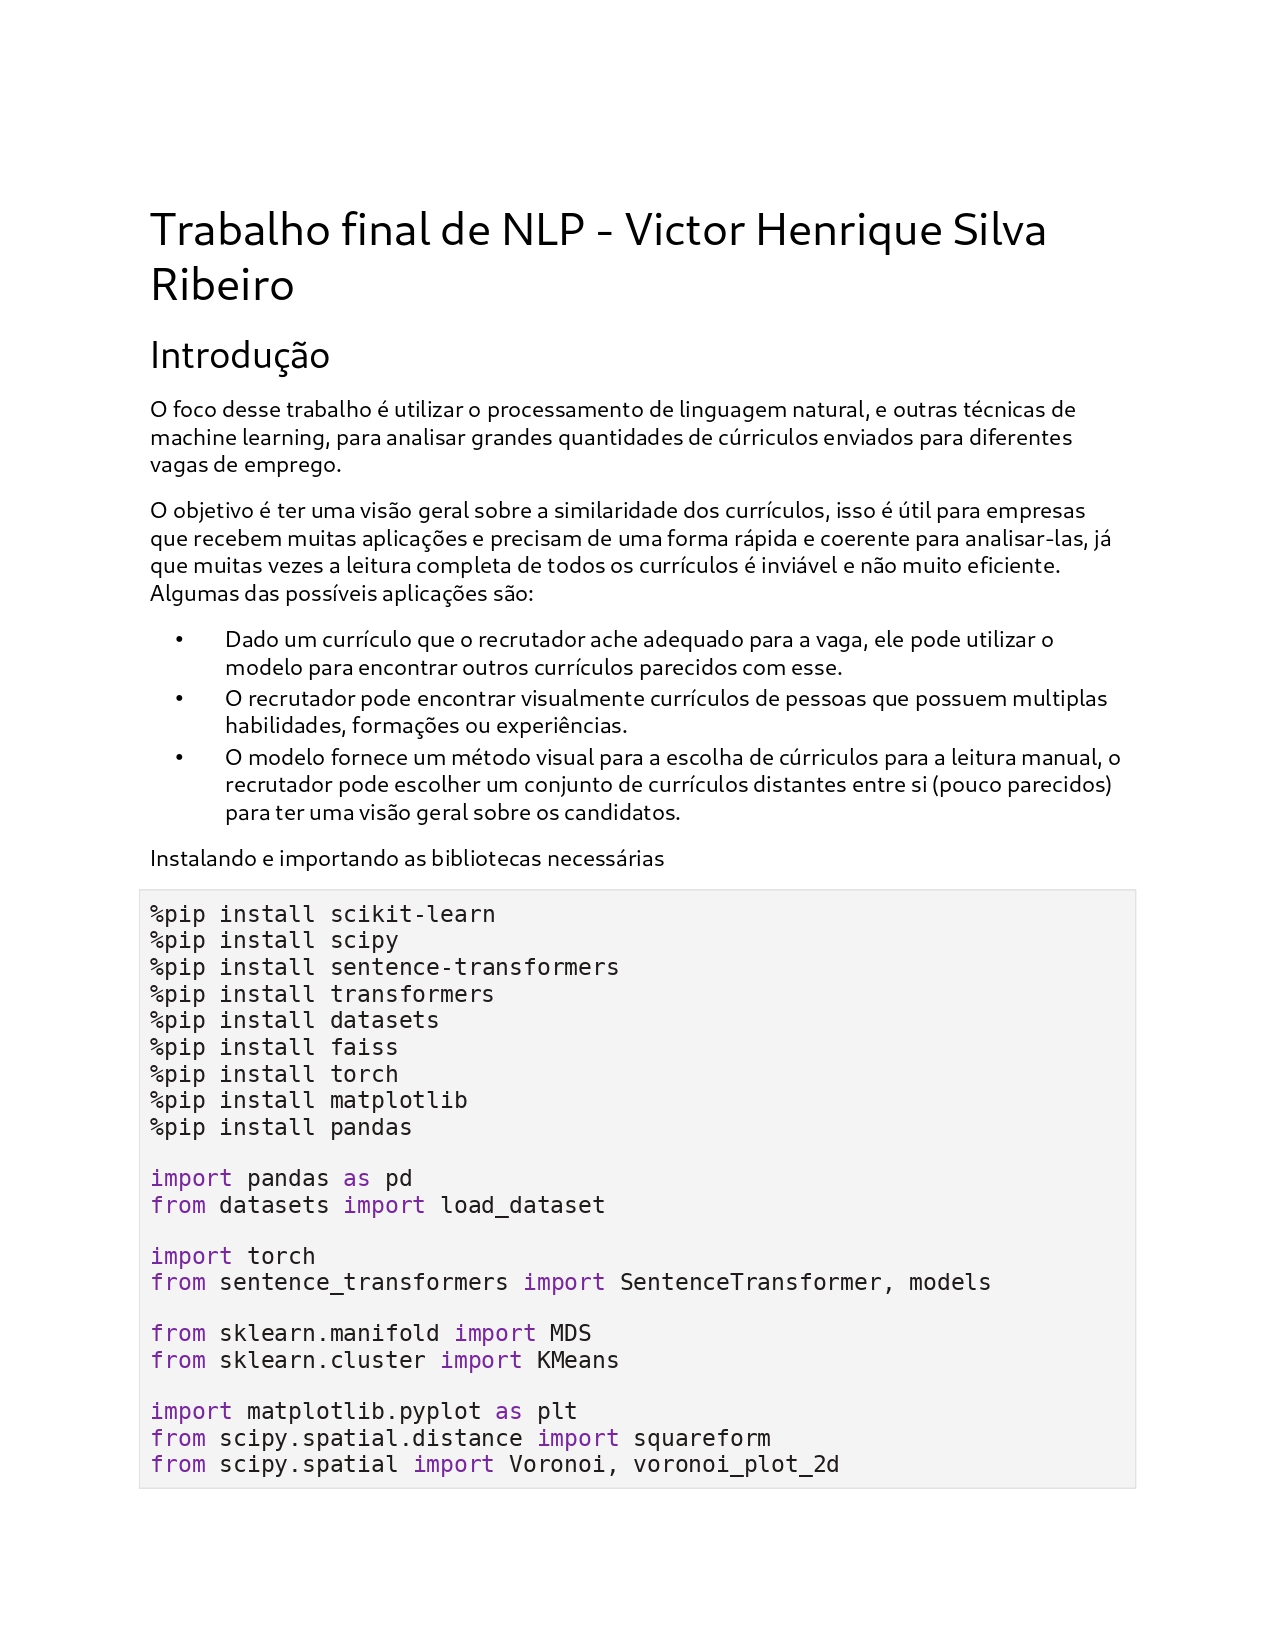 Trabalho final de NLP - Victor Henrique Silva
Ribeiro
Introdução
O foco desse trabalho é utilizar o processamento de linguagem natural, e outras técnicas de
machine learning, para analisar grandes quantidades de cúrriculos enviados para diferentes
vagas de emprego.
O objetivo é ter uma visão geral sobre a similaridade dos currículos, isso é útil para empresas
que recebem muitas aplicações e precisam de uma forma rápida e coerente para analisar-las, já
que muitas vezes a leitura completa de todos os currículos é inviável e não muito eficiente.
Algumas das possíveis aplicações são:
• Dado um currículo que o recrutador ache adequado para a vaga, ele pode utilizar o
modelo para encontrar outros currículos parecidos com esse.
• O recrutador pode encontrar visualmente currículos de pessoas que possuem multiplas
habilidades, formações ou experiências.
• O modelo fornece um método visual para a escolha de cúrriculos para a leitura manual, o
recrutador pode escolher um conjunto de currículos distantes entre si (pouco parecidos)
para ter uma visão geral sobre os candidatos.
Instalando e importando as bibliotecas necessárias
%pip install scikit-learn
%pip install scipy
%pip install sentence-transformers
%pip install transformers
%pip install datasets
%pip install faiss
%pip install torch
%pip install matplotlib
%pip install pandas
import pandas as pd
from datasets import load_dataset
import torch
from sentence_transformers import SentenceTransformer, models
from sklearn.manifold import MDS
from sklearn.cluster import KMeans
import matplotlib.pyplot as plt
from scipy.spatial.distance import squareform
from scipy.spatial import Voronoi, voronoi_plot_2d